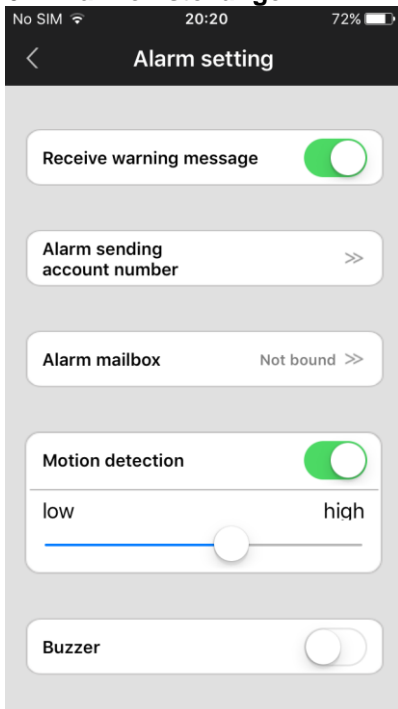 No SIM 20:20 72%
Alarm setting
Receive warning message
Alarm sending
account number
Alarm mailbox Not bound
Motion detection
low high
Buzzer